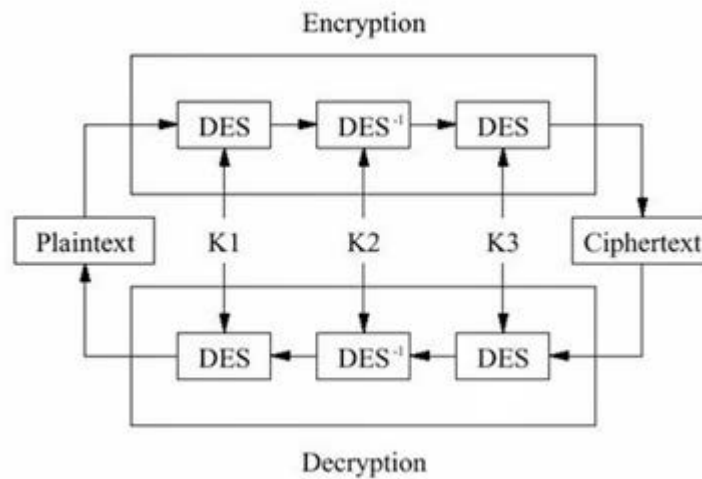 Encryption
DES DES⁻¹ DES
Plaintext K1 K2 K3 Ciphertext
DES DES⁻¹ DES
Decryption